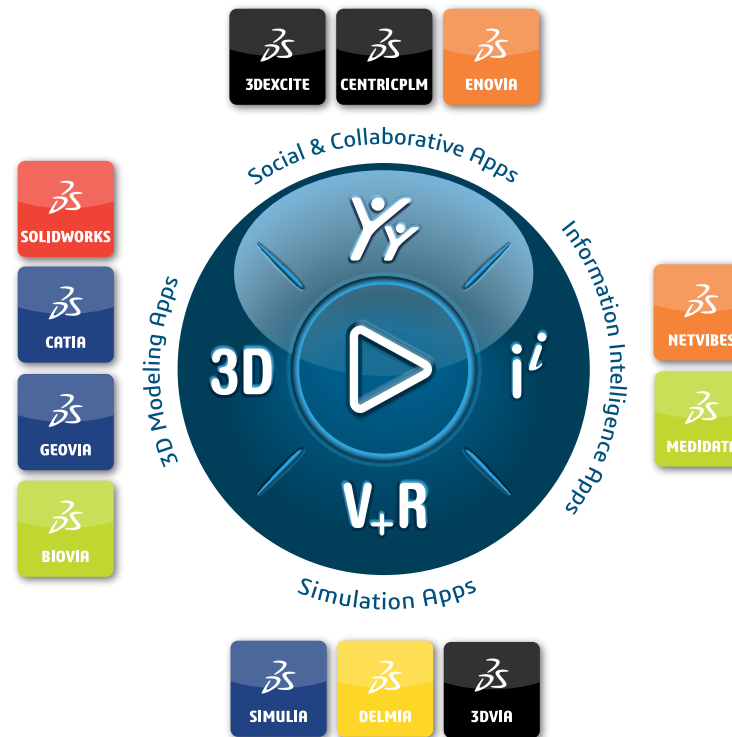 3DEXCITE
CENTRICPLM
ENOVIA
Social & Collaborative Apps
SOLIDWORKS
CATIA
GEOVIA
BIOVIA
3D Modeling Apps
3D
i i
V+R
Information Intelligence Apps
NETVIBES
MEDIDATA
Simulation Apps
SIMULIA
DELMIA
3DVIA